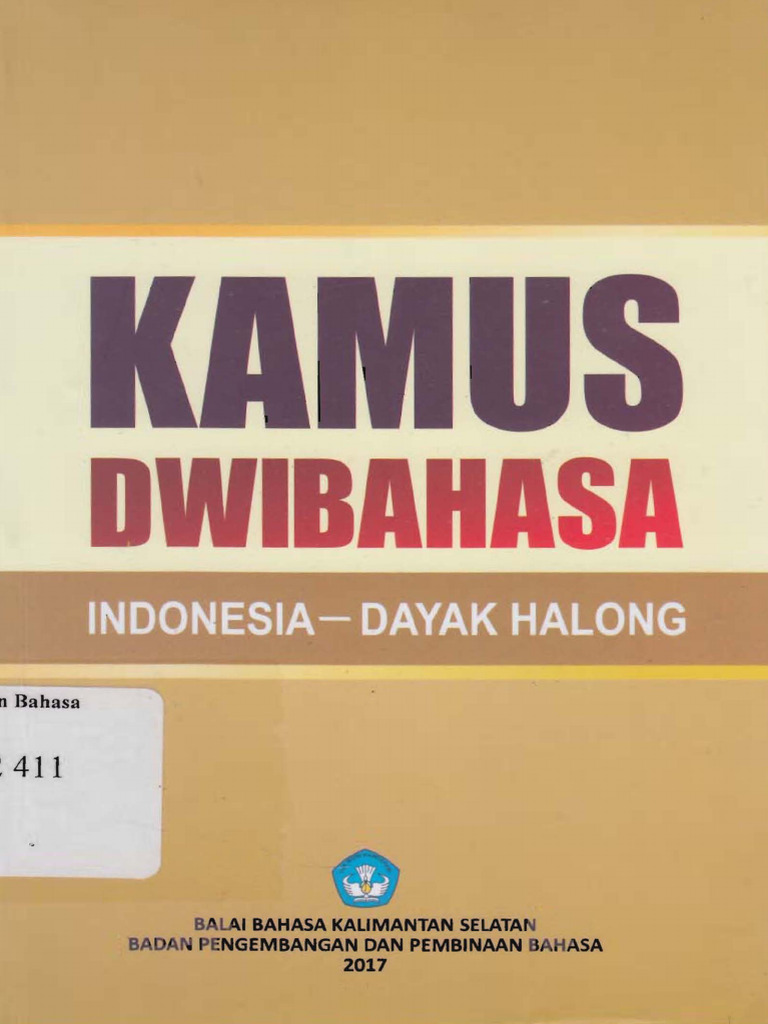 KAMUS
DWIBAHASA
INDONESIA – DAYAK HALONG
n Bahasa
411
BALAI BAHASA KALIMANTAN SELATAN
BADAN PENGEMBANGAN DAN PEMBINAAN BAHASA
2017